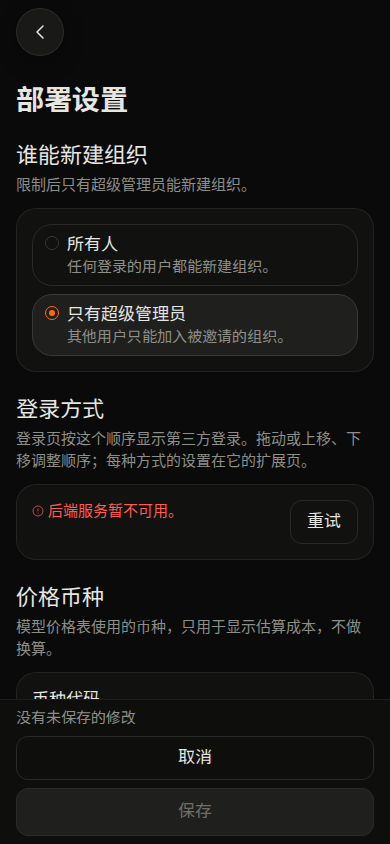 部署设置
谁能新建组织
限制后只有超级管理员能新建组织。
所有人
任何登录的用户都能新建组织。
只有超级管理员
其他用户只能加入被邀请的组织。
登录方式
登录页按这个顺序显示第三方登录。拖动或上移、下
移调整顺序；每种方式的设置在它的扩展页。
后端服务暂不可用。
重试
价格币种
模型价格表使用的币种，只用于显示估算成本，不做
换算。
币种代码
没有未保存的修改
取消
保存